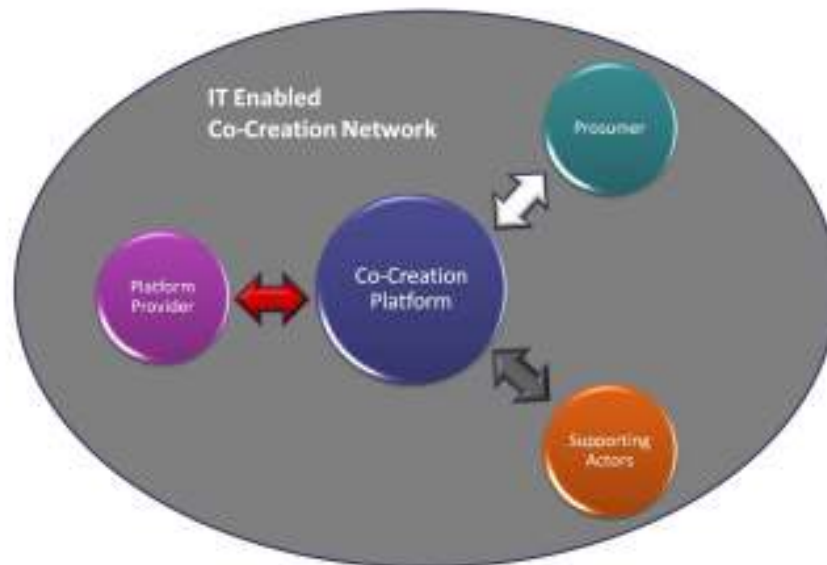 IT Enabled
Co-Creation Network
Prosumer
Platform
Provider
Co-Creation
Platform
Supporting
Actors